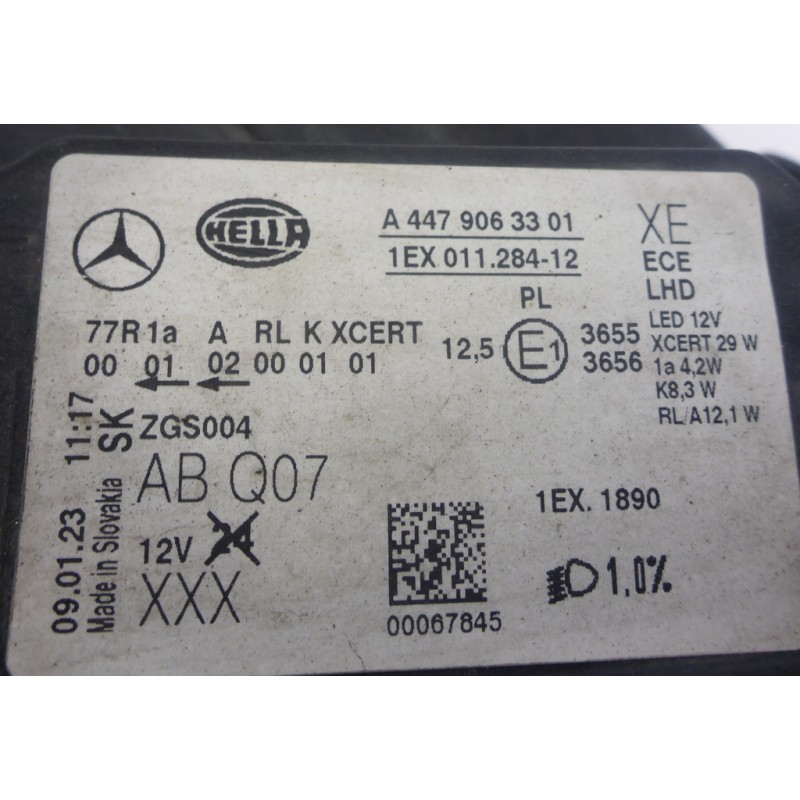 HELLA
A 447 906 33 01
1EX 011.284-12
XE
ECE
LHD
PL
77R 1a A RL K XCERT
00 01 02 00 01 01
12,5 E1 3655
3656
LED 12V
XCERT 29 W
1a 4,2W
K8,3 W
RL/A12,1 W
09.01.23 11:17
Made in Slovakia SK
ZGS004
AB Q07
12V 24
XXX
00067845
1EX. 1890
1,0%